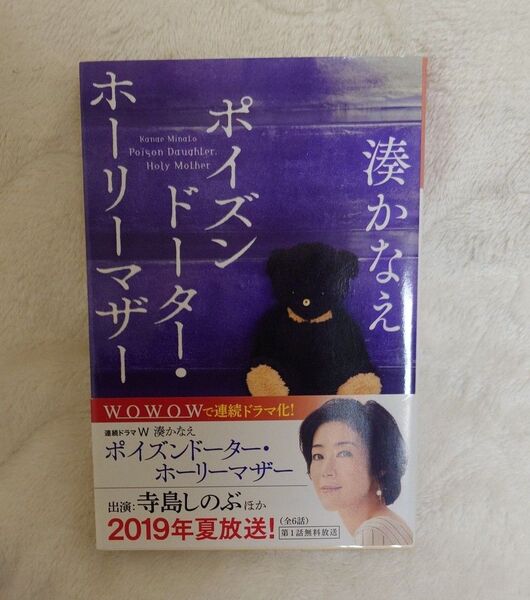 湊かなえ
ポイズン
ドーター・
ホーリーマザー
Kanae Minato
Poison Daughter,
Holy Mother
WOWOWで連続ドラマ化!
連続ドラマW 湊かなえ
ポイズンドーター・
ホーリーマザー
出演:寺島しのぶ ほか
2019年夏放送!
(全6話)
第1話無料放送